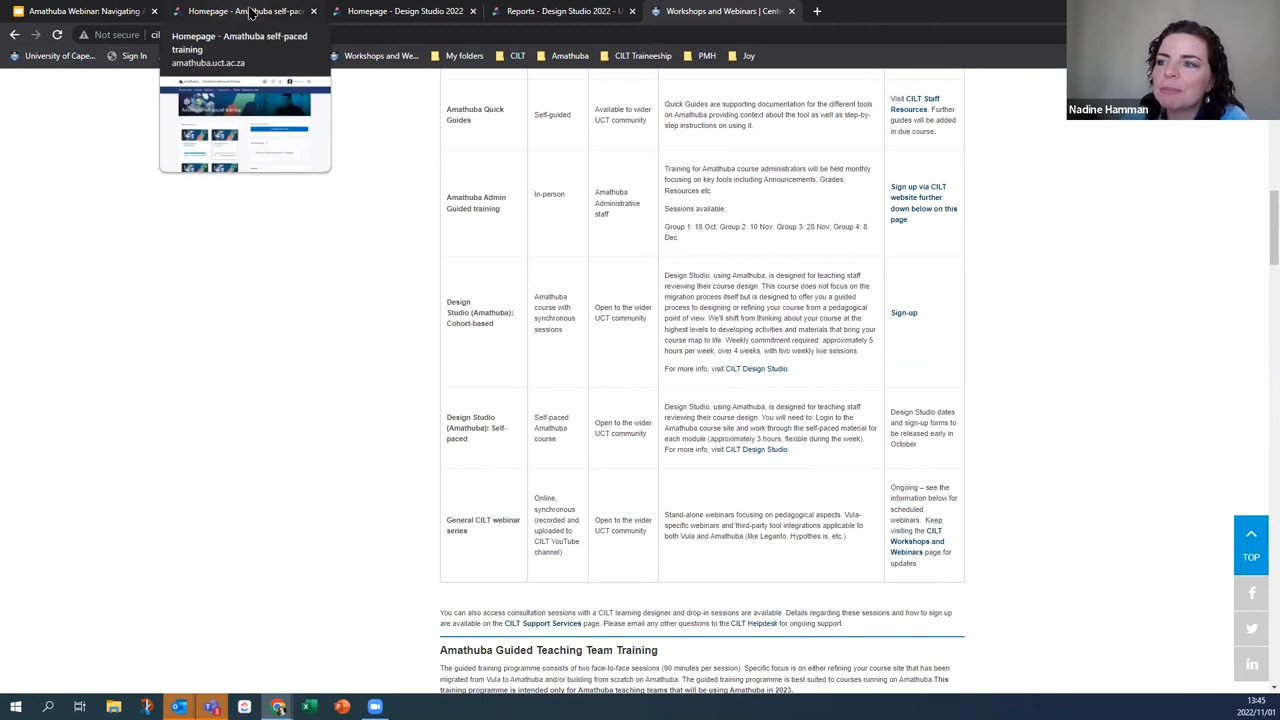 Amathuba Webinars: Navigating A
Homepage - Amathuba self-paced
Homepage - Design Studio 2022
Reports - Design Studio 2022 - U
Workshops and Webinars | Cent
Not secure
Homepage - Amathuba self-paced
training
amathuba.uct.ac.za
University of Cape...
Sign In
Workshops and We...
My folders
CILT
Amathuba
CILT Traineeship
PMH
Joy
Nadine Hamman
Amathuba Quick
Guides
Self-guided
Available to wider
UCT community
Quick Guides are supporting documentation for the different tools
on Amathuba providing context about the tool as well as step-by-
step instructions on using it.
Visit CILT Staff
Resources. Further
guides will be added
in due course.
Amathuba Admin
Guided training
In-person
Amathuba
Administrative
staff
Training for Amathuba course administrators will be held monthly
focusing on key tools including Announcements, Grades,
Resources etc.
Sessions available:
Group 1: 18 Oct; Group 2: 10 Nov; Group 3: 28 Nov; Group 4: 8
Dec
Sign up via CILT
website further
down below on this
page
Design
Studio (Amathuba):
Cohort-based
Amathuba
course with
synchronous
sessions
Open to the wider
UCT community
Design Studio, using Amathuba, is designed for teaching staff
reviewing their course design. This course does not focus on the
migration process itself but is designed to offer you a guided
process to designing or refining your course from a pedagogical
point of view. We'll shift from thinking about your course at the
highest levels to developing activities and materials that bring your
course map to life. Weekly commitment required: approximately 5
hours per week, over 4 weeks, with two weekly live sessions.
For more info, visit CILT Design Studio.
Sign-up
Design Studio
(Amathuba): Self-
paced
Self-paced
Amathuba
course
Open to the wider
UCT community
Design Studio, using Amathuba, is designed for teaching staff
reviewing their course design. You will need to: Login to the
Amathuba course site and work through the self-paced material for
each module (approximately 3 hours, flexible during the week).
For more info, visit CILT Design Studio.
Design Studio dates
and sign-up forms to
be released early in
October
General CILT webinar
series
Online,
synchronous
(recorded and
uploaded to
CILT YouTube
channel)
Open to the wider
UCT community
Stand-alone webinars focusing on pedagogical aspects, Vula-
specific webinars and third-party tool integrations applicable to
both Vula and Amathuba (like Leganto, Hypothes.is, etc.)
Ongoing – see the
information below for
scheduled
webinars. Keep
visiting the CILT
Workshops and
Webinars page for
updates
TOP
You can also access consultation sessions with a CILT learning designer and drop-in sessions are available. Details regarding these sessions and how to sign up
are available on the CILT Support Services page. Please email any other questions to the CILT Helpdesk for ongoing support.
Amathuba Guided Teaching Team Training
The guided training programme consists of two face-to-face sessions (90 minutes per session). Specific focus is on either refining your course site that has been
migrated from Vula to Amathuba and/or building from scratch on Amathuba. The guided training programme is best suited to courses running on Amathuba.This
training programme is intended only for Amathuba teaching teams that will be using Amathuba in 2023.
13:45
2022/11/01